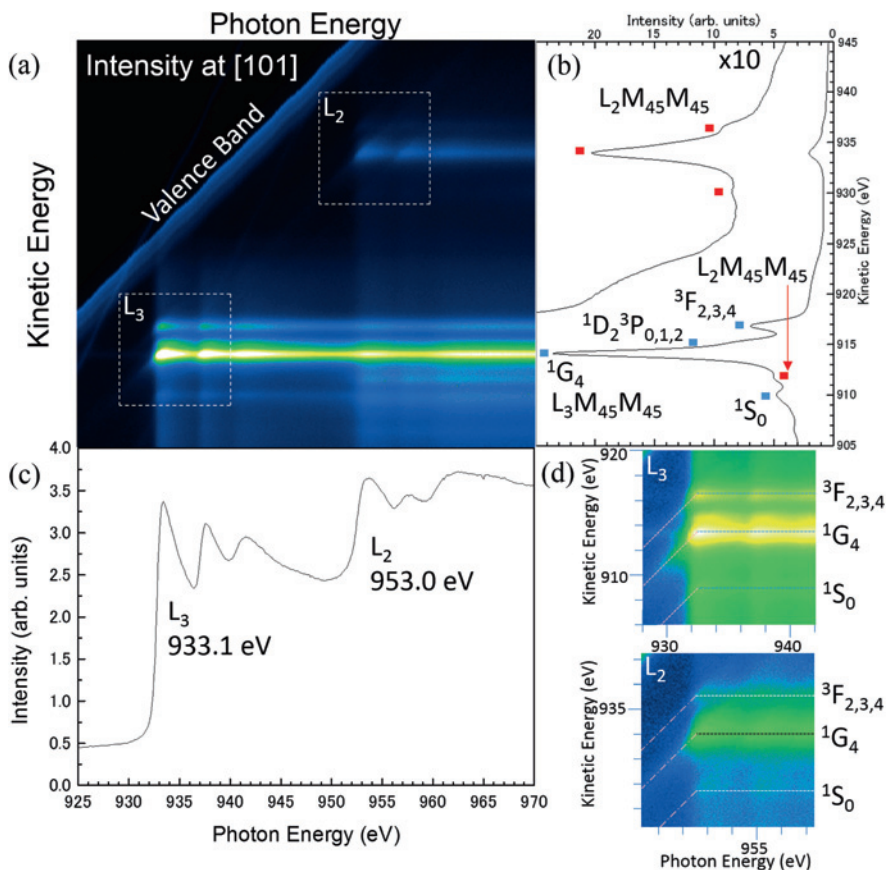 Photon Energy
(a)
Intensity at [101]
Valence Band
L2
L3
Kinetic Energy
Intensity (arb. units)
20 15 10 5 0
(b)
x10
L2M45M45
L2M45M45
3F2,3,4
1D2 3P0,1,2
1G4
L3M45M45
1S0
945
940
935
930
925
920
915
910
905
Kinetic Energy (eV)
(c)
4.0
3.5
3.0
2.5
2.0
1.5
1.0
0.5
0.0
Intensity (arb. units)
L3
933.1 eV
L2
953.0 eV
925 930 935 940 945 950 955 960 965 970
Photon Energy (eV)
(d)
920
910
Kinetic Energy (eV)
L3
3F2,3,4
1G4
1S0
930 940
L2
935
Kinetic Energy (eV)
3F2,3,4
1G4
1S0
955
Photon Energy (eV)